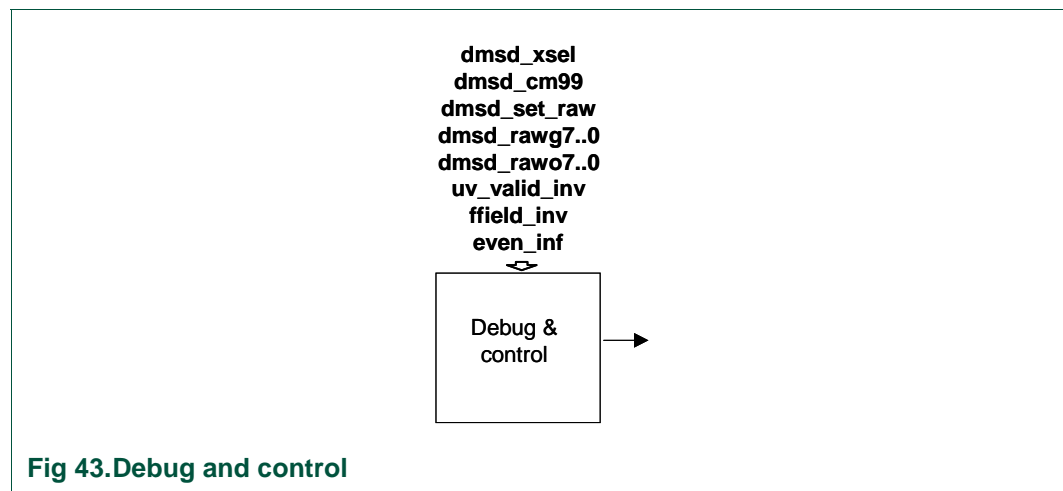 dmsd_xsel
dmsd_cm99
dmsd_set_raw
dmsd_rawg7..0
dmsd_rawo7..0
uv_valid_inv
ffield_inv
even_inf
Debug &
control
Fig 43.Debug and control